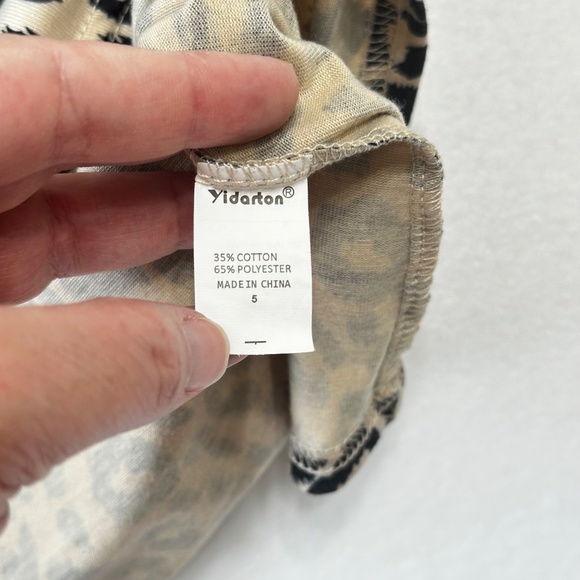 Yidarton®
35% COTTON
65% POLYESTER
MADE IN CHINA
5